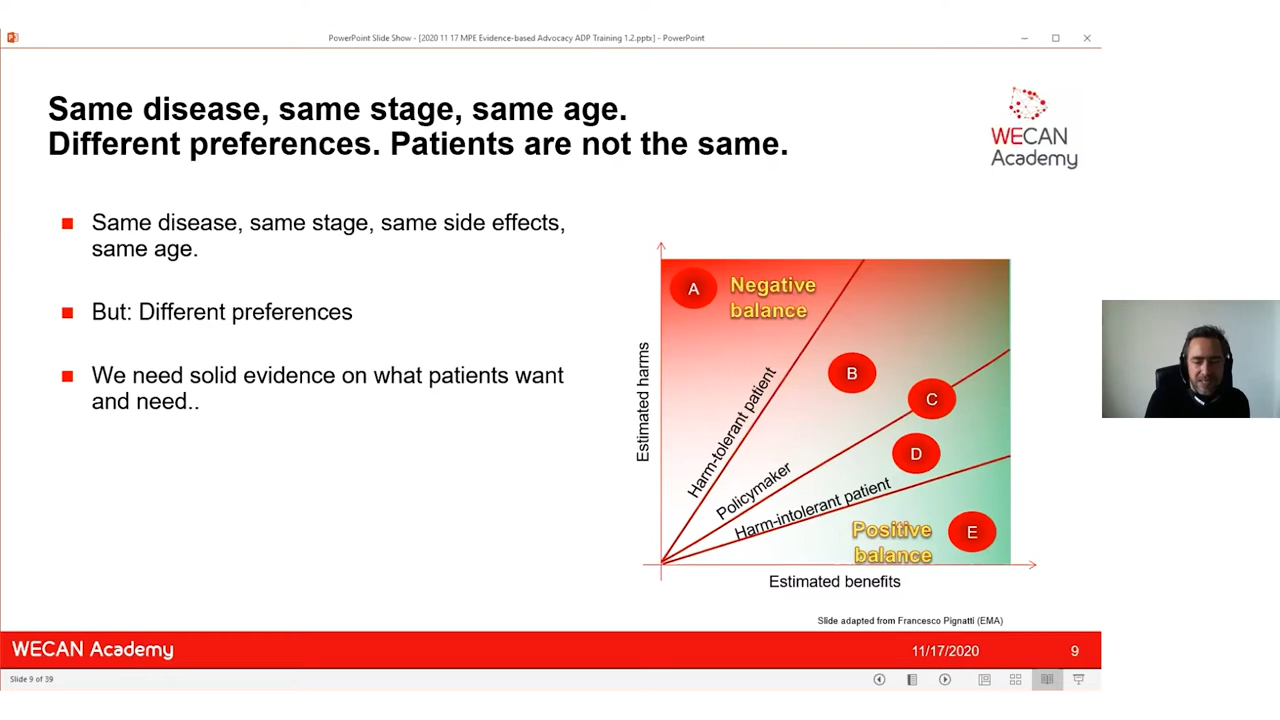 PowerPoint Slide Show - [2020 11 17 MPE Evidence-based Advocacy ADP Training 1.2.pptx] - PowerPoint
Same disease, same stage, same age.
Different preferences. Patients are not the same.
WECAN
Academy
Same disease, same stage, same side effects,
same age.
But: Different preferences
We need solid evidence on what patients want
and need..
Estimated harms
A
Negative
balance
B
C
D
E
Harm-tolerant patient
Policymaker
Harm-intolerant patient
Positive
balance
Estimated benefits
Slide adapted from Francesco Pignatti (EMA)
WECAN Academy
11/17/2020
9
Slide 9 of 39